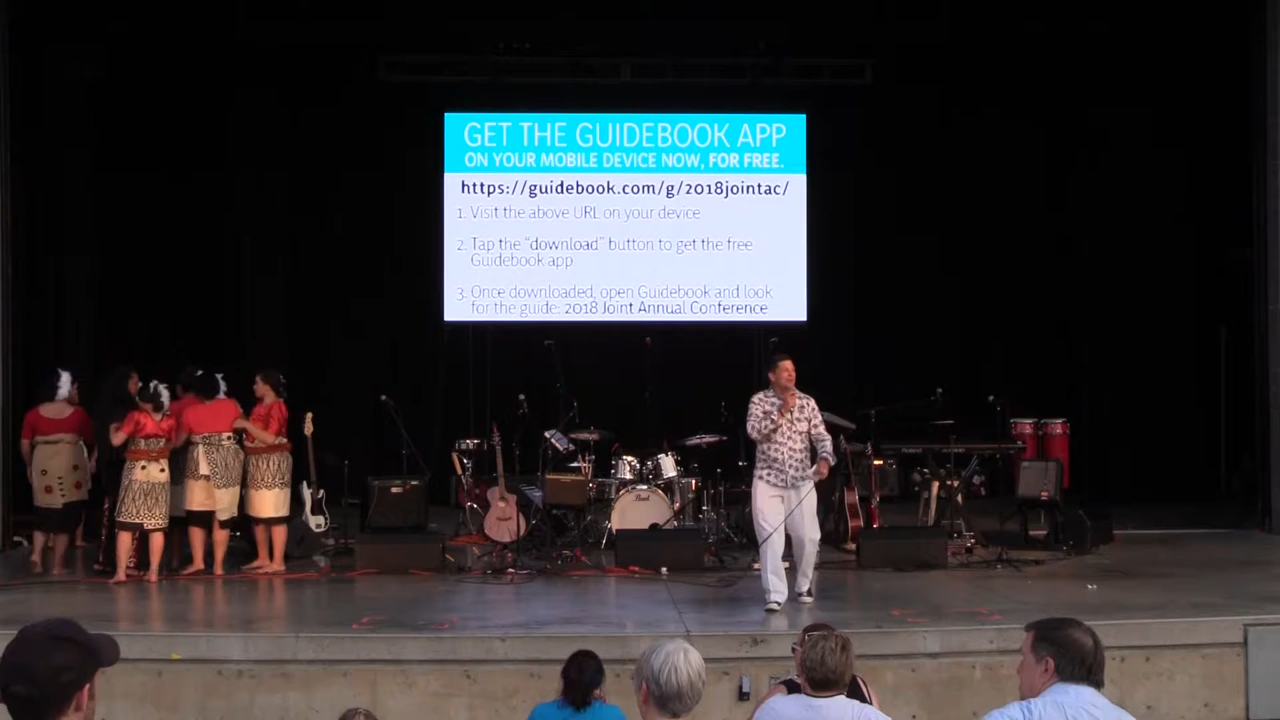 GET THE GUIDEBOOK APP
ON YOUR MOBILE DEVICE NOW, FOR FREE.
https://guidebook.com/g/2018jointac/
1. Visit the above URL on your device
2. Tap the “download” button to get the free
Guidebook app
3. Once downloaded, open Guidebook and look
for the guide: 2018 Joint Annual Conference
Pearl
Roland